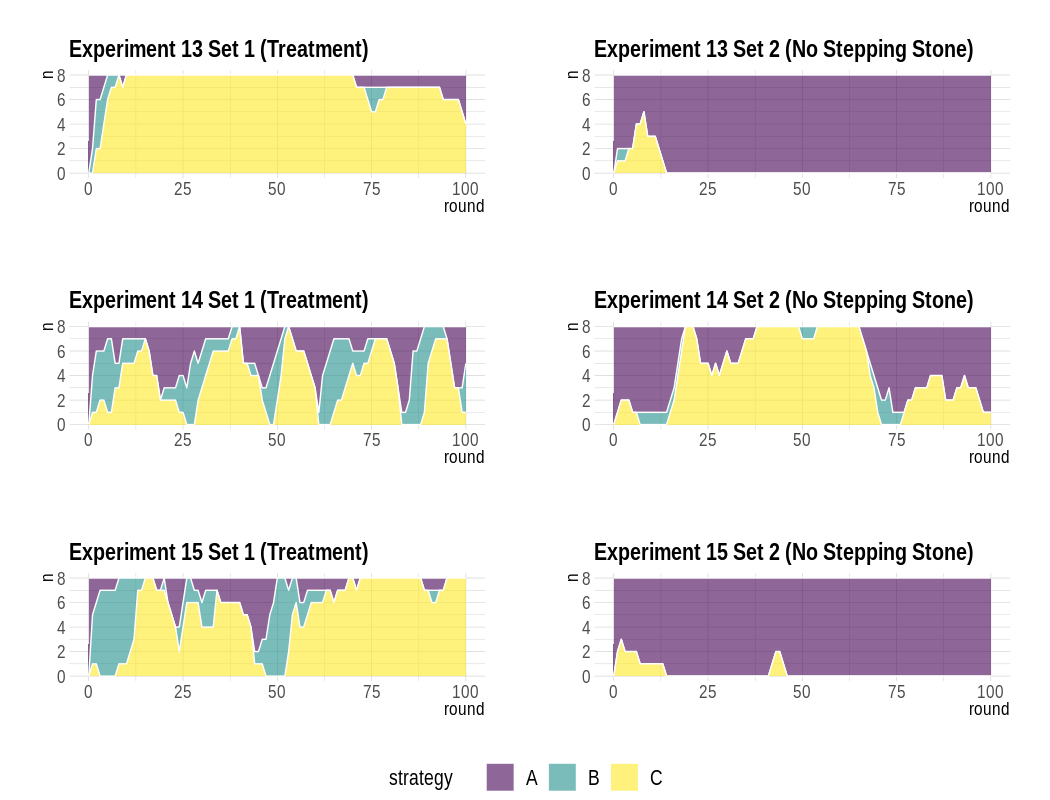 Experiment 13 Set 1 (Treatment)
n
8
6
4
2
0
0 25 50 75 100
round
Experiment 13 Set 2 (No Stepping Stone)
n
8
6
4
2
0
0 25 50 75 100
round
Experiment 14 Set 1 (Treatment)
n
8
6
4
2
0
0 25 50 75 100
round
Experiment 14 Set 2 (No Stepping Stone)
n
8
6
4
2
0
0 25 50 75 100
round
Experiment 15 Set 1 (Treatment)
n
8
6
4
2
0
0 25 50 75 100
round
Experiment 15 Set 2 (No Stepping Stone)
n
8
6
4
2
0
0 25 50 75 100
round
strategy A B C